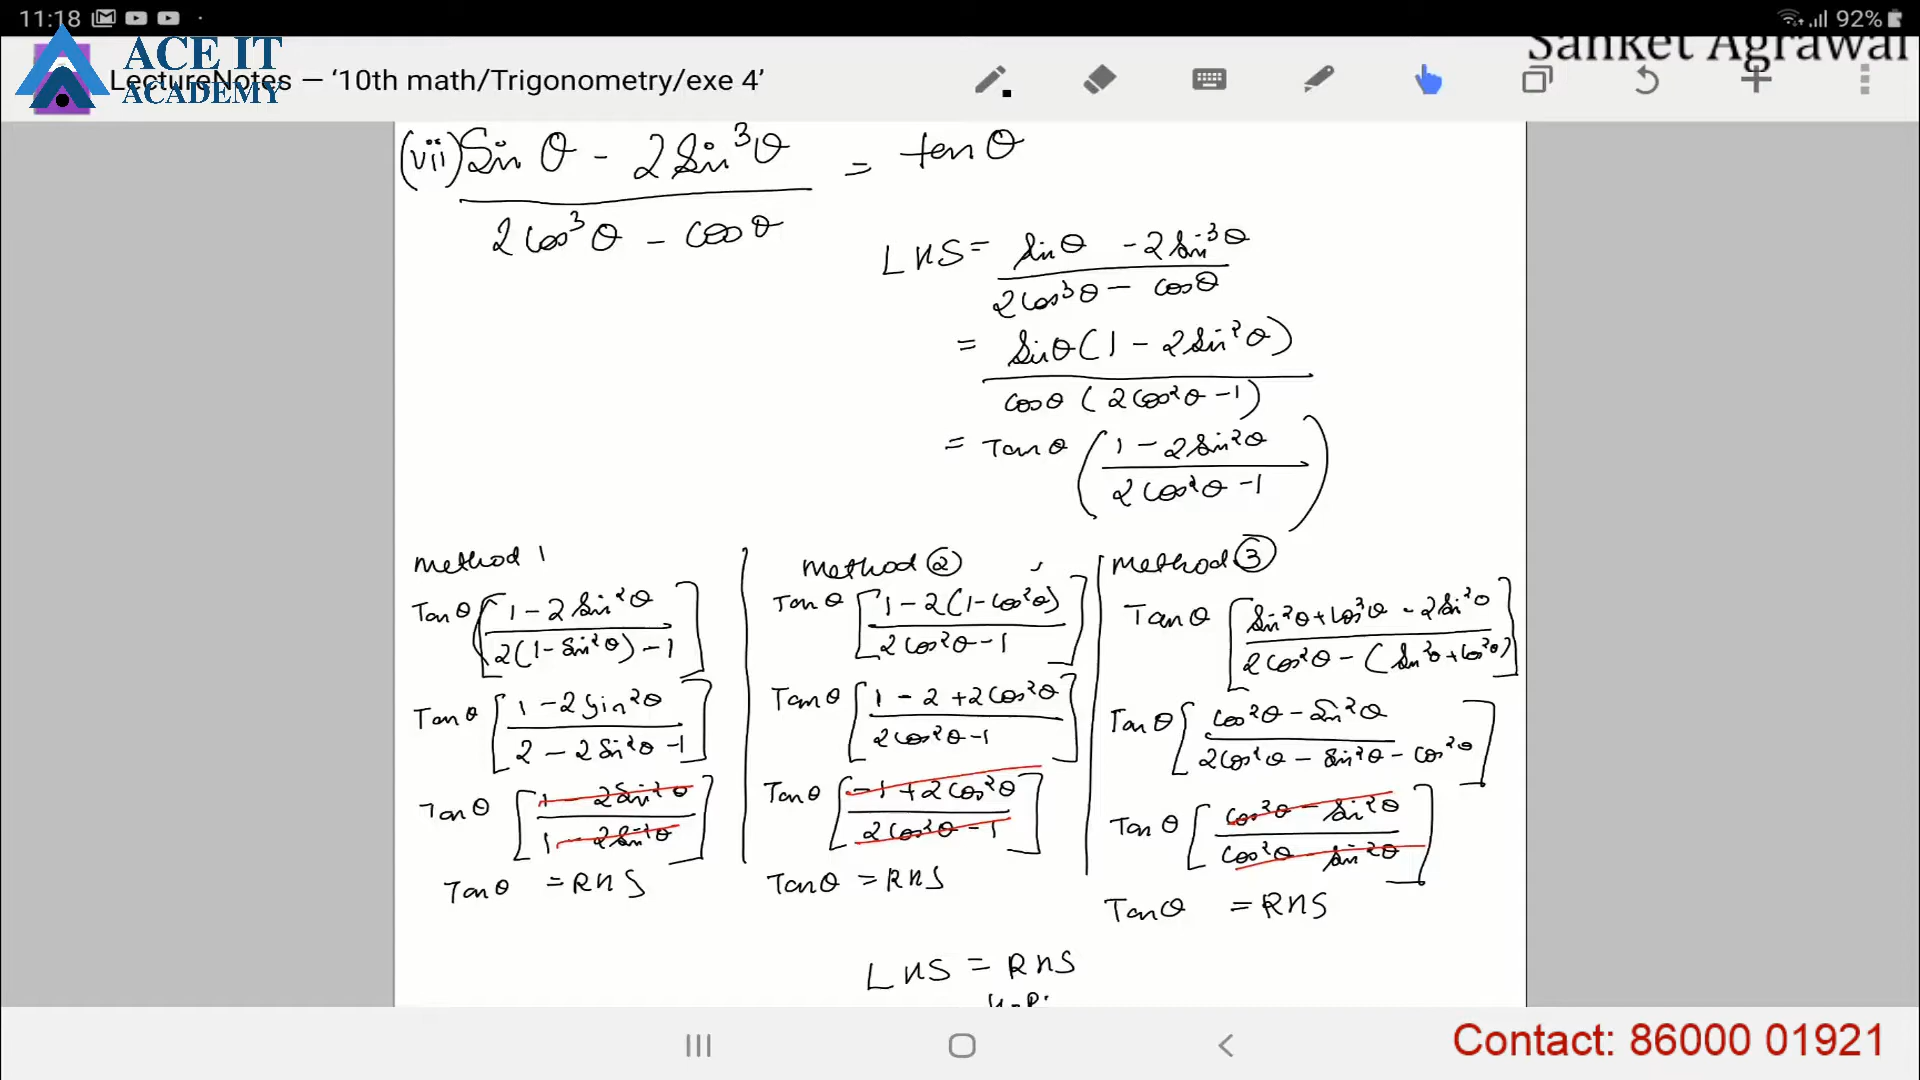 11:18 92%
ACE IT
ACADEMY
Sanket Agrawal
LectureNotes — ‘10th math/Trigonometry/exe 4’
(vii) Sin θ - 2Sin³θ / 2Cos³θ - Cosθ = tanθ
LHS = Sinθ - 2Sin³θ / 2Cos³θ - Cosθ
= Sinθ(1 - 2Sin²θ) / Cosθ (2Cos²θ - 1)
= Tanθ (1 - 2Sin²θ / 2Cos²θ - 1)
method 1
Tanθ [1 - 2Sin²θ / 2(1 - Sin²θ) - 1]
Tanθ [1 - 2Sin²θ / 2 - 2Sin²θ - 1]
Tanθ [1 - 2Sin²θ / 1 - 2Sin²θ]
Tanθ = RHS
method ②
Tanθ [1 - 2(1 - Cos²θ) / 2Cos²θ - 1]
Tanθ [1 - 2 + 2Cos²θ / 2Cos²θ - 1]
Tanθ [-1 + 2Cos²θ / 2Cos²θ - 1]
Tanθ = RHS
method ③
Tanθ [Sin²θ + Cos²θ - 2Sin²θ / 2Cos²θ - (Sin²θ + Cos²θ)]
Tanθ [Cos²θ - Sin²θ / 2Cos²θ - Sin²θ - Cos²θ]
Tanθ [Cos²θ - Sin²θ / Cos²θ - Sin²θ]
Tanθ = RHS
LHS = RHS
Contact: 86000 01921